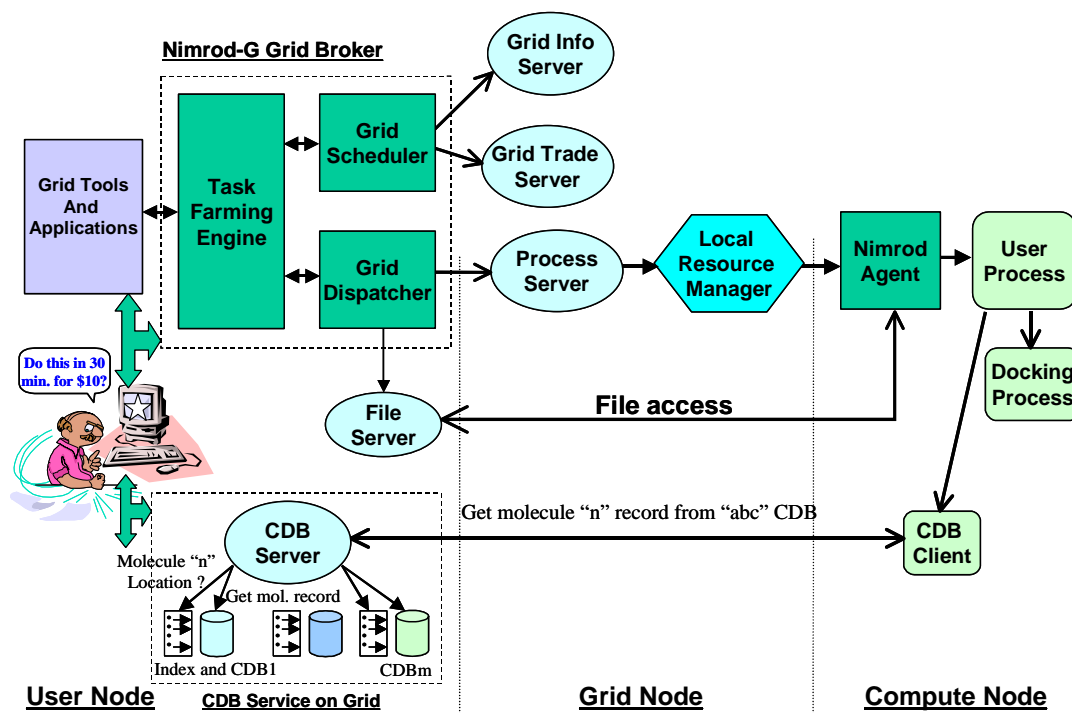 Nimrod-G Grid Broker
Grid Info
Server
Grid
Scheduler
Grid Trade
Server
Grid Tools
And
Applications
Task
Farming
Engine
Grid
Dispatcher
Process
Server
Local
Resource
Manager
Nimrod
Agent
User
Process
Docking
Process
Do this in 30
min. for $10?
File
Server
File access
CDB
Server
Get molecule “n” record from “abc” CDB
CDB
Client
Molecule “n”
Location ?
Get mol. record
Index and CDB1
CDBm
User Node
CDB Service on Grid
Grid Node
Compute Node